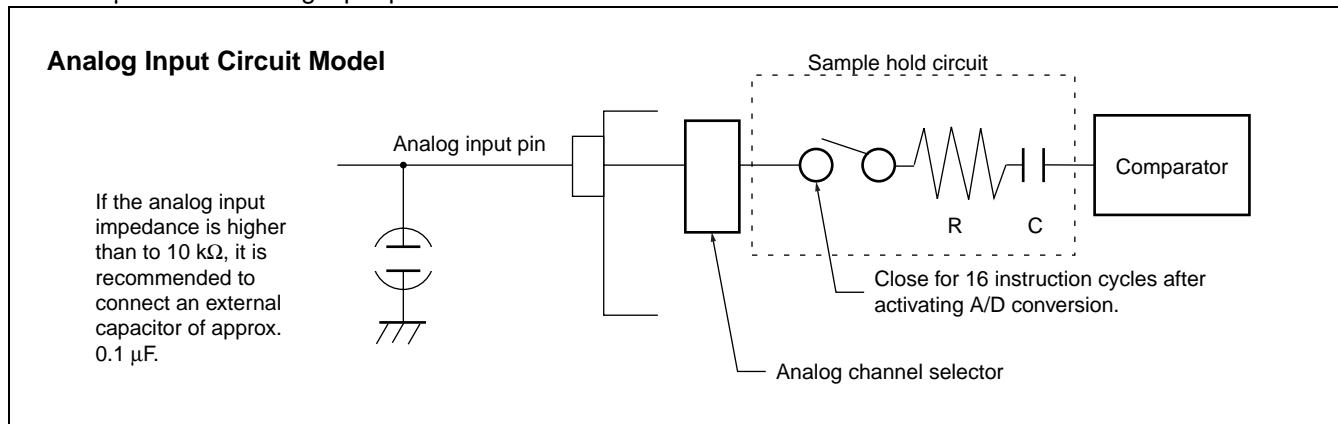 Analog Input Circuit Model
Sample hold circuit
Analog input pin
Comparator
If the analog input
impedance is higher
than to 10 kΩ, it is
recommended to
connect an external
capacitor of approx.
0.1 μF.
R
C
Close for 16 instruction cycles after
activating A/D conversion.
Analog channel selector